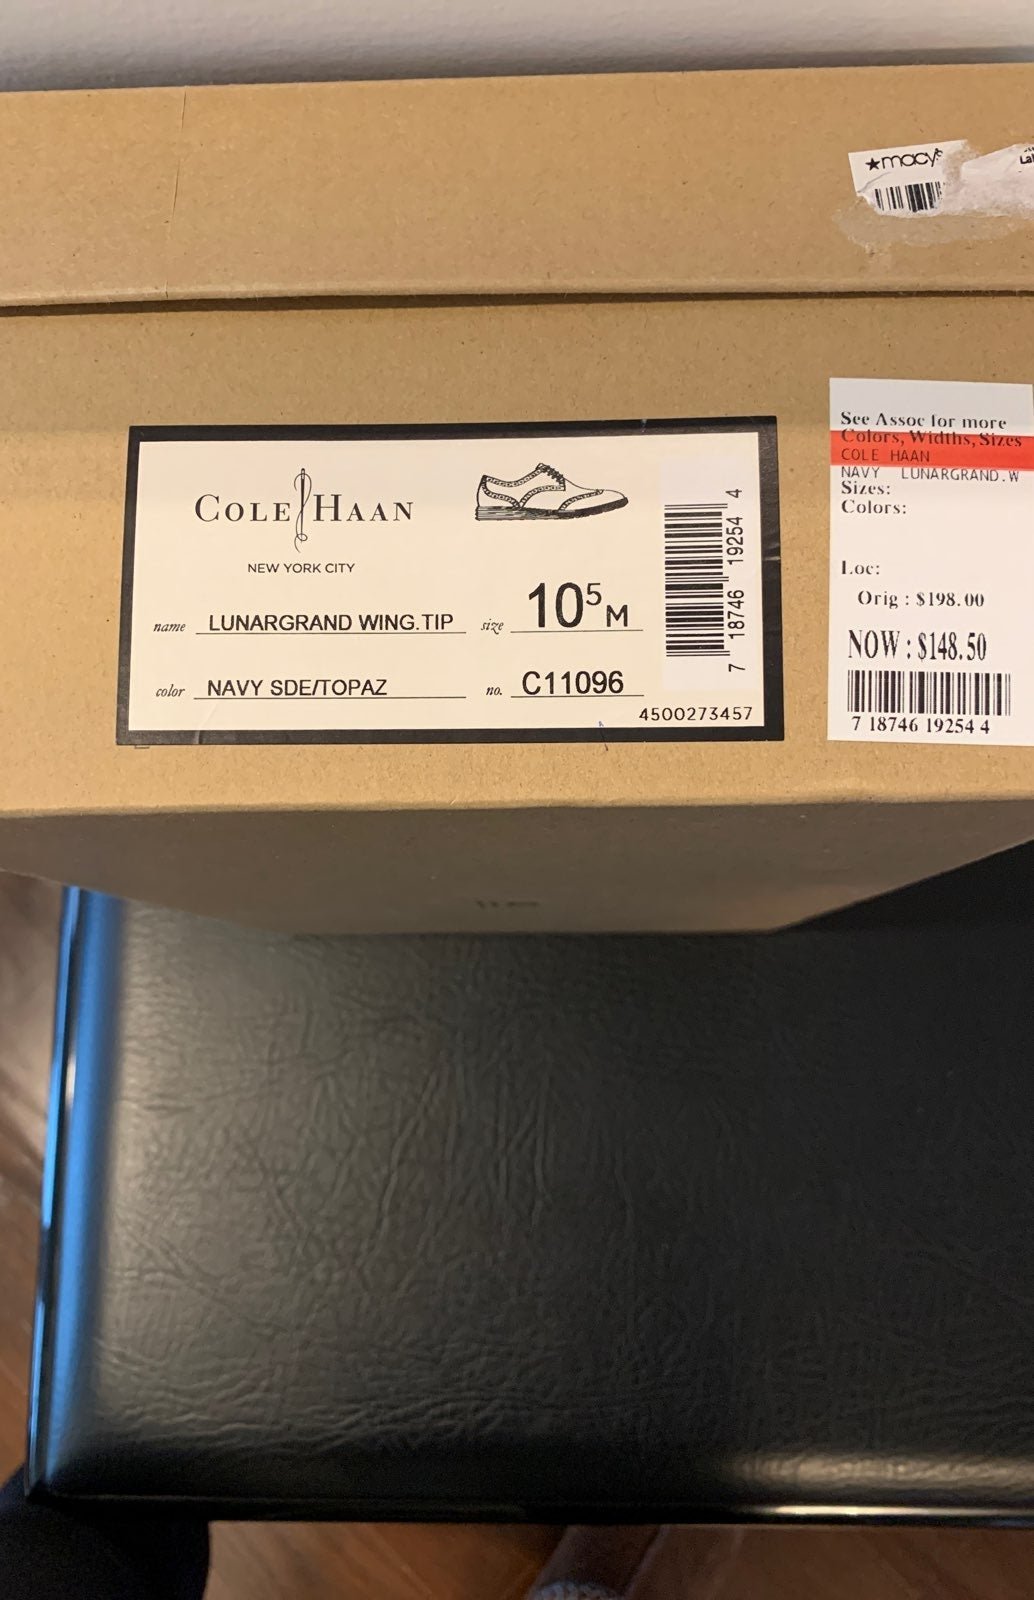 ★macy's
COLE HAAN
NEW YORK CITY
name LUNARGRAND WING.TIP
size 10⁵ M
color NAVY SDE/TOPAZ
no. C11096
4500273457
7 18746 19254 4
See Assoc for more
Colors, Widths, Sizes
COLE HAAN
NAVY LUNARGRAND.W
Sizes:
Colors:
Loc:
Orig : $198.00
NOW : $148.50
7 18746 19254 4